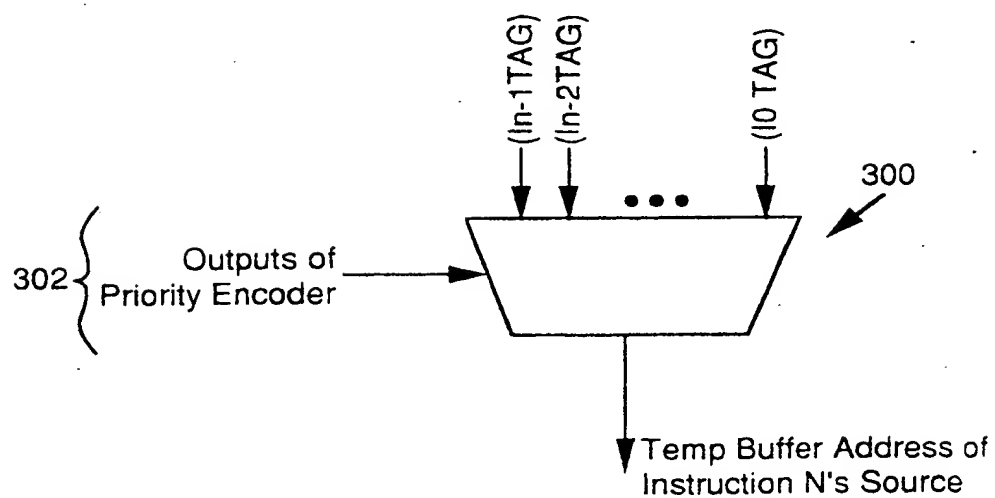 (In-1TAG)
(In-2TAG)
(I0 TAG)
300
302
Outputs of
Priority Encoder
Temp Buffer Address of
Instruction N's Source